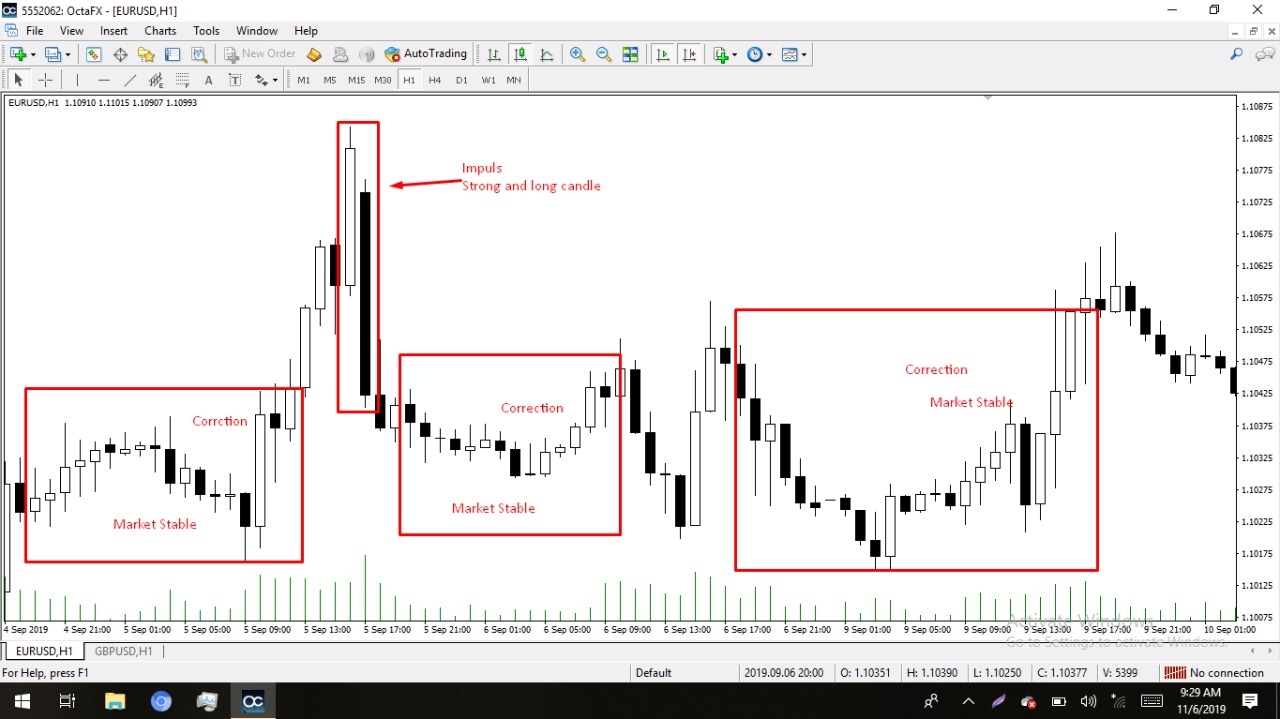 5552062: OctaFX - [EURUSD,H1]
File View Insert Charts Tools Window Help
New Order AutoTrading
A T M1 M5 M15 M30 H1 H4 D1 W1 MN
EURUSD,H1 1.10910 1.11015 1.10907 1.10993
1.10875
1.10825
1.10775
1.10725
1.10675
1.10625
1.10575
1.10525
1.10475
1.10425
1.10375
1.10325
1.10275
1.10225
1.10175
1.10125
1.10075
Impuls
Strong and long candle
Corrction
Market Stable
Correction
Market Stable
Correction
Market Stable
4 Sep 2019 4 Sep 21:00 5 Sep 01:00 5 Sep 05:00 5 Sep 09:00 5 Sep 13:00 5 Sep 17:00 5 Sep 21:00 6 Sep 01:00 6 Sep 05:00 6 Sep 09:00 6 Sep 13:00 6 Sep 17:00 6 Sep 21:00 9 Sep 01:00 9 Sep 05:00 9 Sep 09:00 9 Sep 13:00 9 Sep 17:00 9 Sep 21:00 10 Sep 01:00
Activate Windows
Go to Settings to activate Windows.
EURUSD,H1 GBPUSD,H1
For Help, press F1 Default 2019.09.06 20:00 O: 1.10351 H: 1.10390 L: 1.10250 C: 1.10377 V: 5399 No connection
9:29 AM
11/6/2019